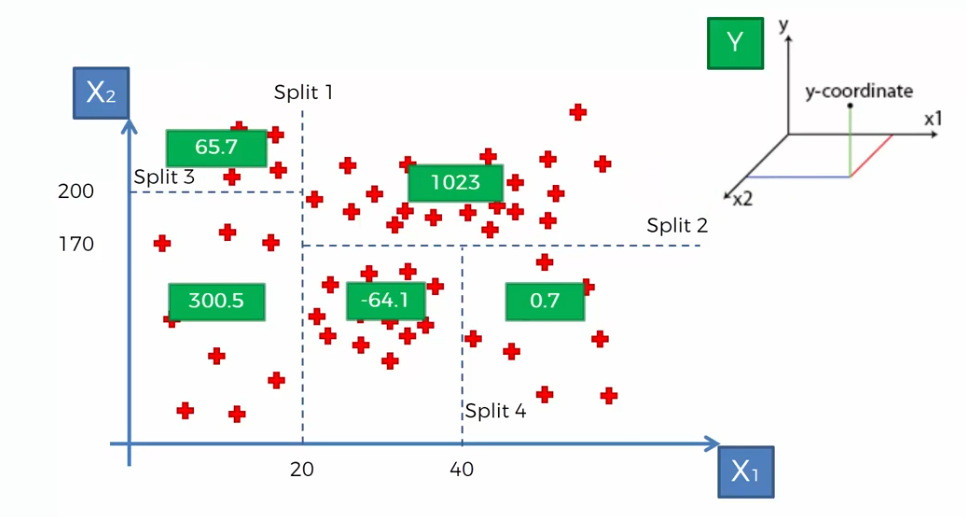 Y
y
y-coordinate
x1
x2
X₂
Split 1
65.7
Split 3
1023
200
Split 2
170
300.5
-64.1
0.7
Split 4
20
40
X₁